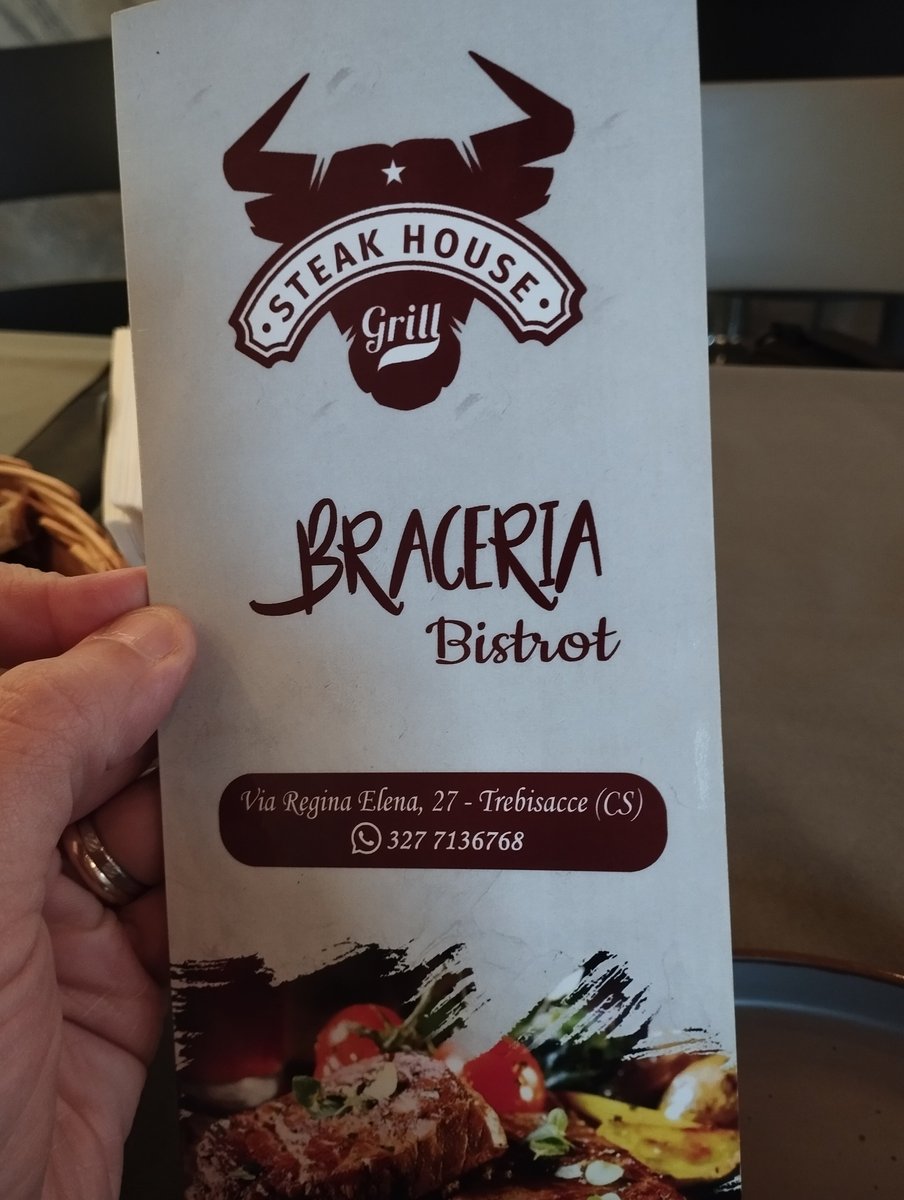 STEAK HOUSE
Grill
BRACERIA
Bistrot
Via Regina Elena, 27 - Trebisacce (CS)
327 7136768